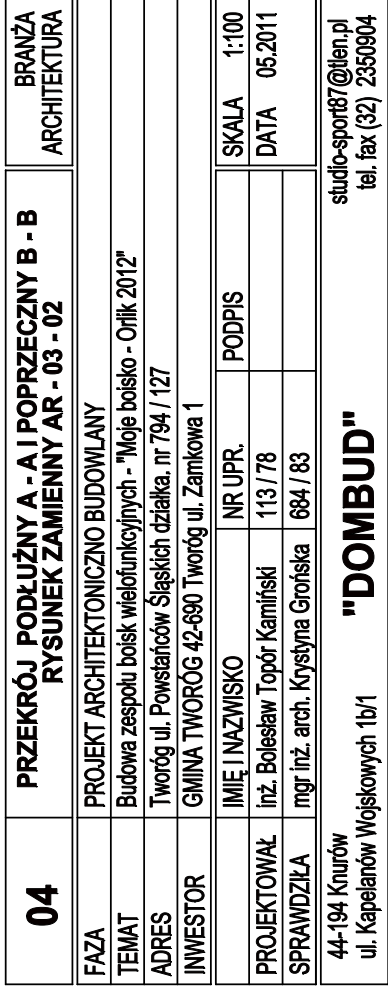 04
PRZEKRÓJ PODŁUŻNY A - A I POPRZECZNY B - B
RYSUNEK ZAMIENNY AR - 03 - 02
BRANŻA
ARCHITEKTURA
FAZA PROJEKT ARCHITEKTONICZNO BUDOWLANY
TEMAT Budowa zespołu boisk wielofunkcyjnych - "Moje boisko - Orlik 2012"
ADRES Tworóg ul. Powstańców Śląskich działka. nr 794 / 127
INWESTOR GMINA TWORÓG 42-690 Tworóg ul. Zamkowa 1
IMIĘ I NAZWISKO NR UPR. PODPIS SKALA 1:100
PROJEKTOWAŁ inż. Bolesław Topór Kamiński 113 / 78 DATA 05.2011
SPRAWDZIŁA mgr inż. arch. Krystyna Grońska 684 / 83
44-194 Knurów
ul. Kapelanów Wojskowych 1b/1
"DOMBUD"
studio-sport87@tlen.pl
tel. fax (32) 2350904